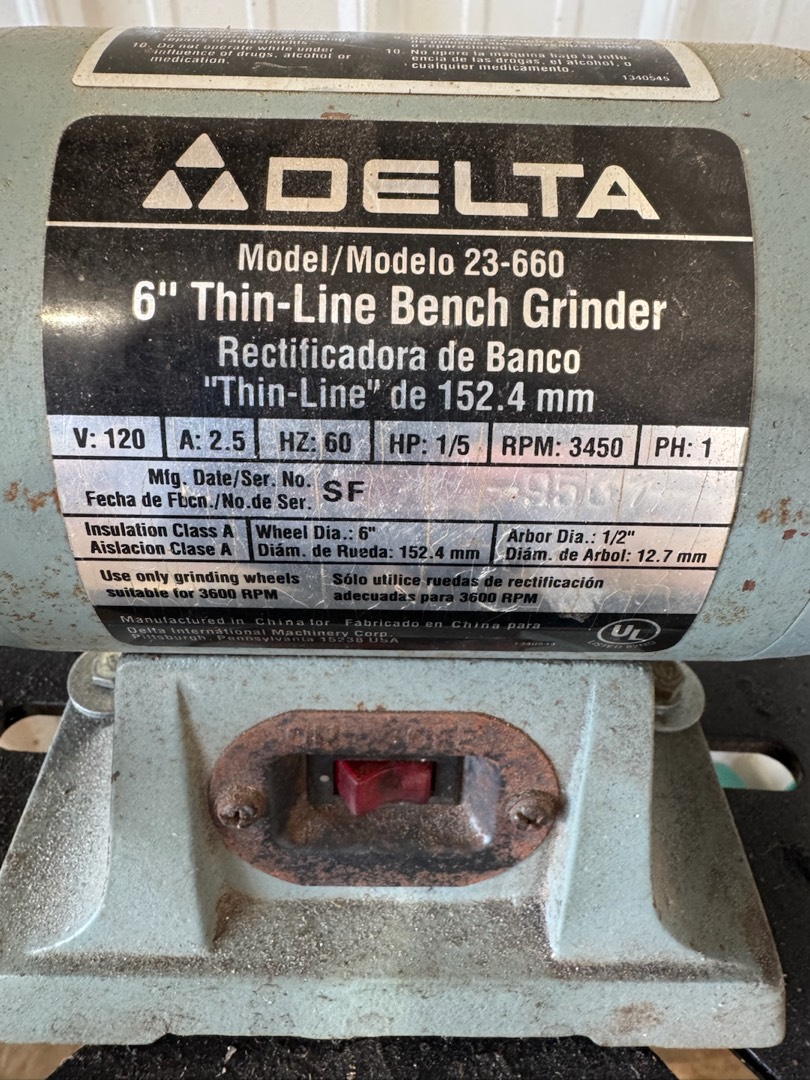 10. Do not operate while under
influence of drugs, alcohol or
medication.
o reparaciones.
10. No opere la maquina bajo la influ-
encia de las drogas, el alcohol, o
cualquier medicamento.
1340545
DELTA
Model/Modelo 23-660
6" Thin-Line Bench Grinder
Rectificadora de Banco
"Thin-Line" de 152.4 mm
V: 120 A: 2.5 HZ: 60 HP: 1/5 RPM: 3450 PH: 1
Mfg. Date/Ser. No.
Fecha de Fbcn./No.de Ser. SF
Insulation Class A
Aislacion Clase A
Wheel Dia.: 6"
Diám. de Rueda: 152.4 mm
Arbor Dia.: 1/2"
Diám. de Arbol: 12.7 mm
Use only grinding wheels
suitable for 3600 RPM
Sólo utilice ruedas de rectificación
adecuadas para 3600 RPM
Manufactured in China for Fabricado en China para
Delta International Machinery Corp.
Pittsburgh, Pennsylvania 15238 USA
UL